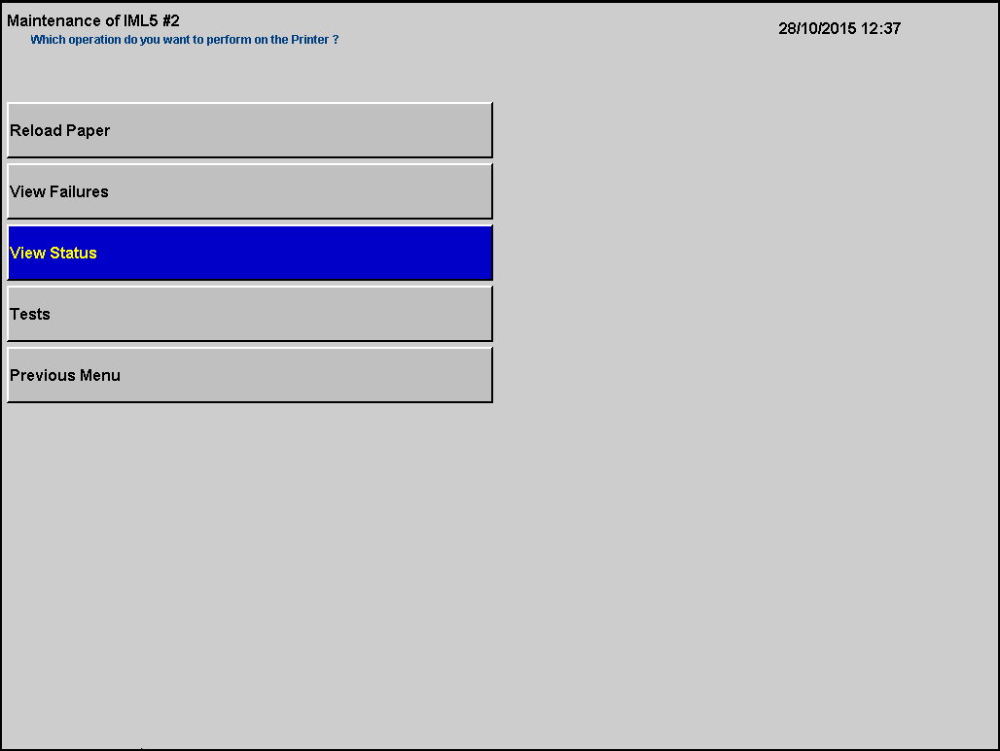 Maintenance of IML5 #2
Which operation do you want to perform on the Printer ?
28/10/2015 12:37
Reload Paper
View Failures
View Status
Tests
Previous Menu